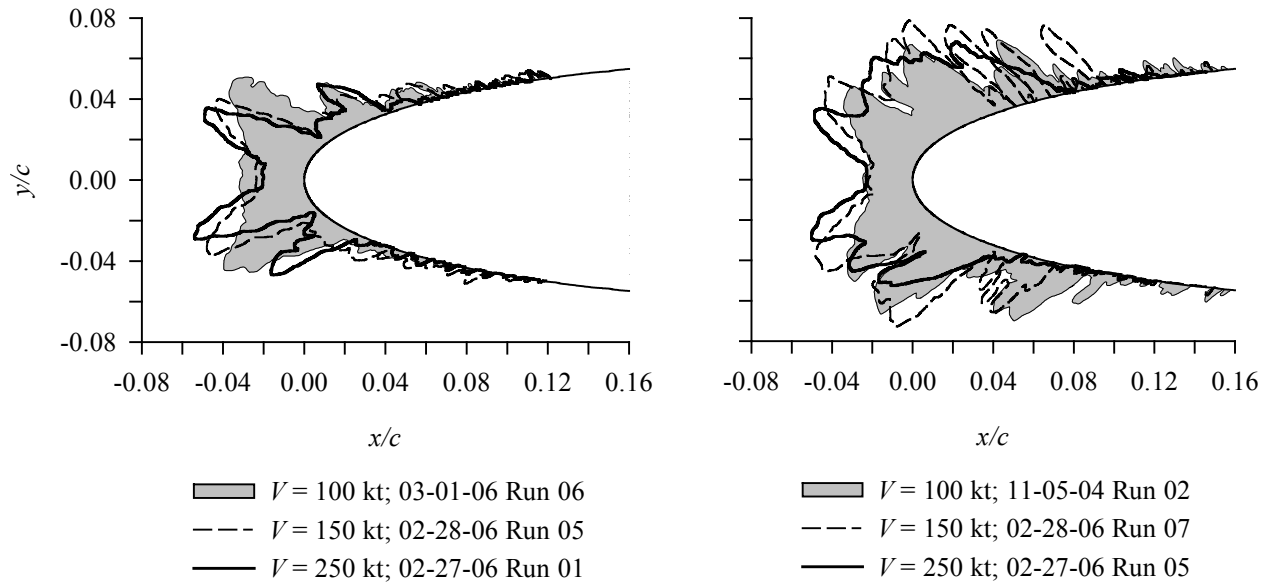 0.08
0.04
0.00
-0.04
-0.08
y/c
-0.08 -0.04 0.00 0.04 0.08 0.12 0.16
x/c
V = 100 kt; 03-01-06 Run 06
V = 150 kt; 02-28-06 Run 05
V = 250 kt; 02-27-06 Run 01
-0.08 -0.04 0.00 0.04 0.08 0.12 0.16
x/c
V = 100 kt; 11-05-04 Run 02
V = 150 kt; 02-28-06 Run 07
V = 250 kt; 02-27-06 Run 05